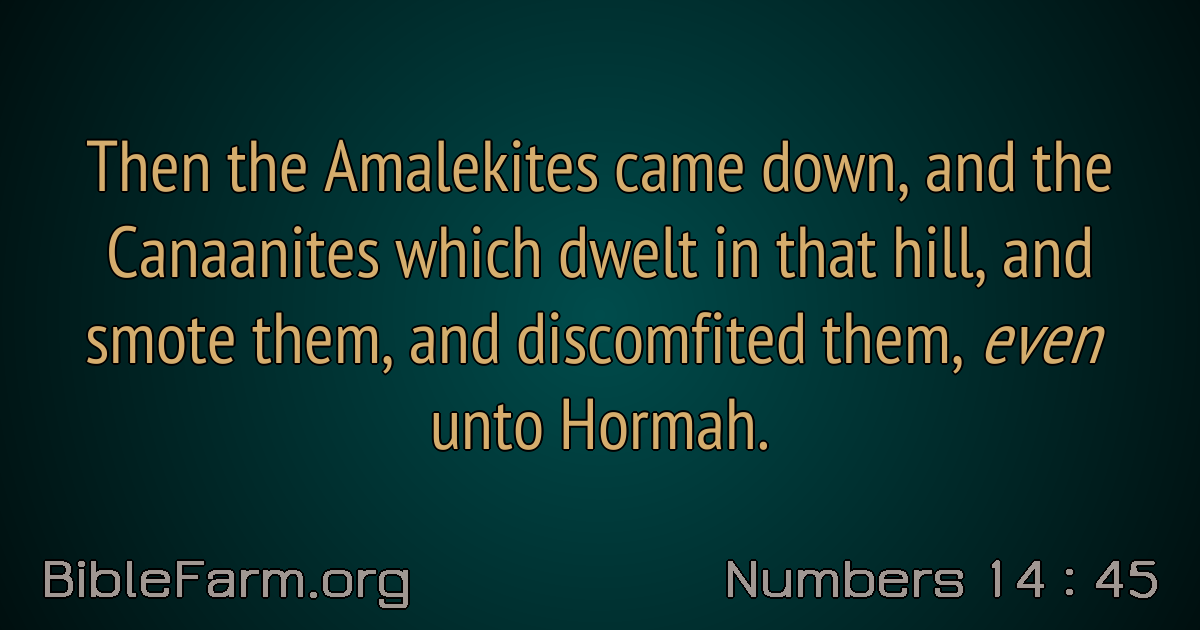 Then the Amalekites came down, and the
Canaanites which dwelt in that hill, and
smote them, and discomfited them, even
unto Hormah.
BibleFarm.org
Numbers 14 : 45